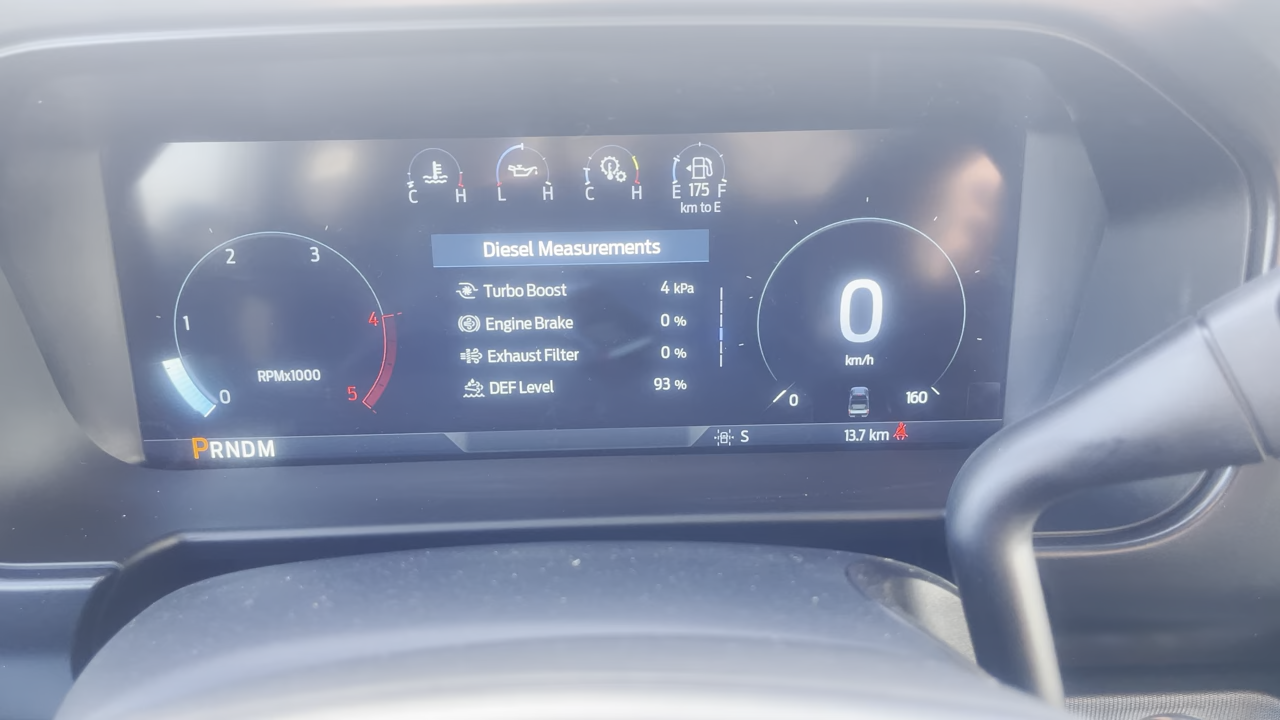 C H L H C H E 175 F
km to E
Diesel Measurements
Turbo Boost 4 kPa
Engine Brake 0 %
Exhaust Filter 0 %
DEF Level 93 %
0 1 2 3 4 5
RPMx1000
0
km/h
0 160
PRNDM
S
13.7 km